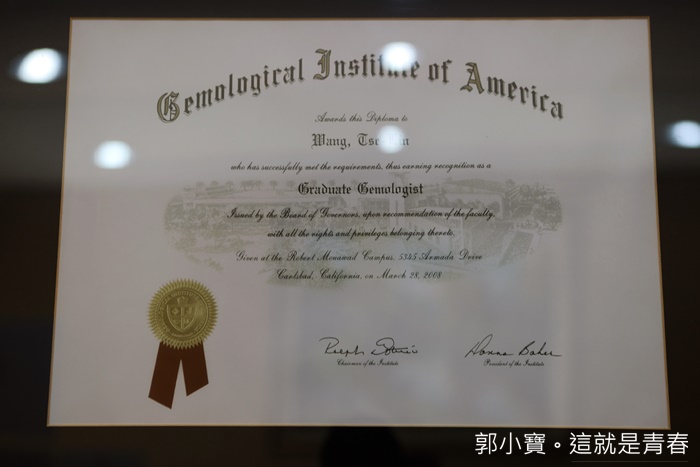 Gemological Institute of America
Awards this Diploma to
Wang,
who has successfully met the requirements, thus earning recognition as a
Graduate Gemologist
Issued by the Board of Governors, upon recommendation of the faculty,
with all the rights and privileges belonging thereto.
Given at the Robert Mouawad Campus, 5355 Armada Drive
Carlsbad, California, on March 28, 2008
Donna Baker
Chairman of the Institute
President of the Institute
郭小寶。這就是青春